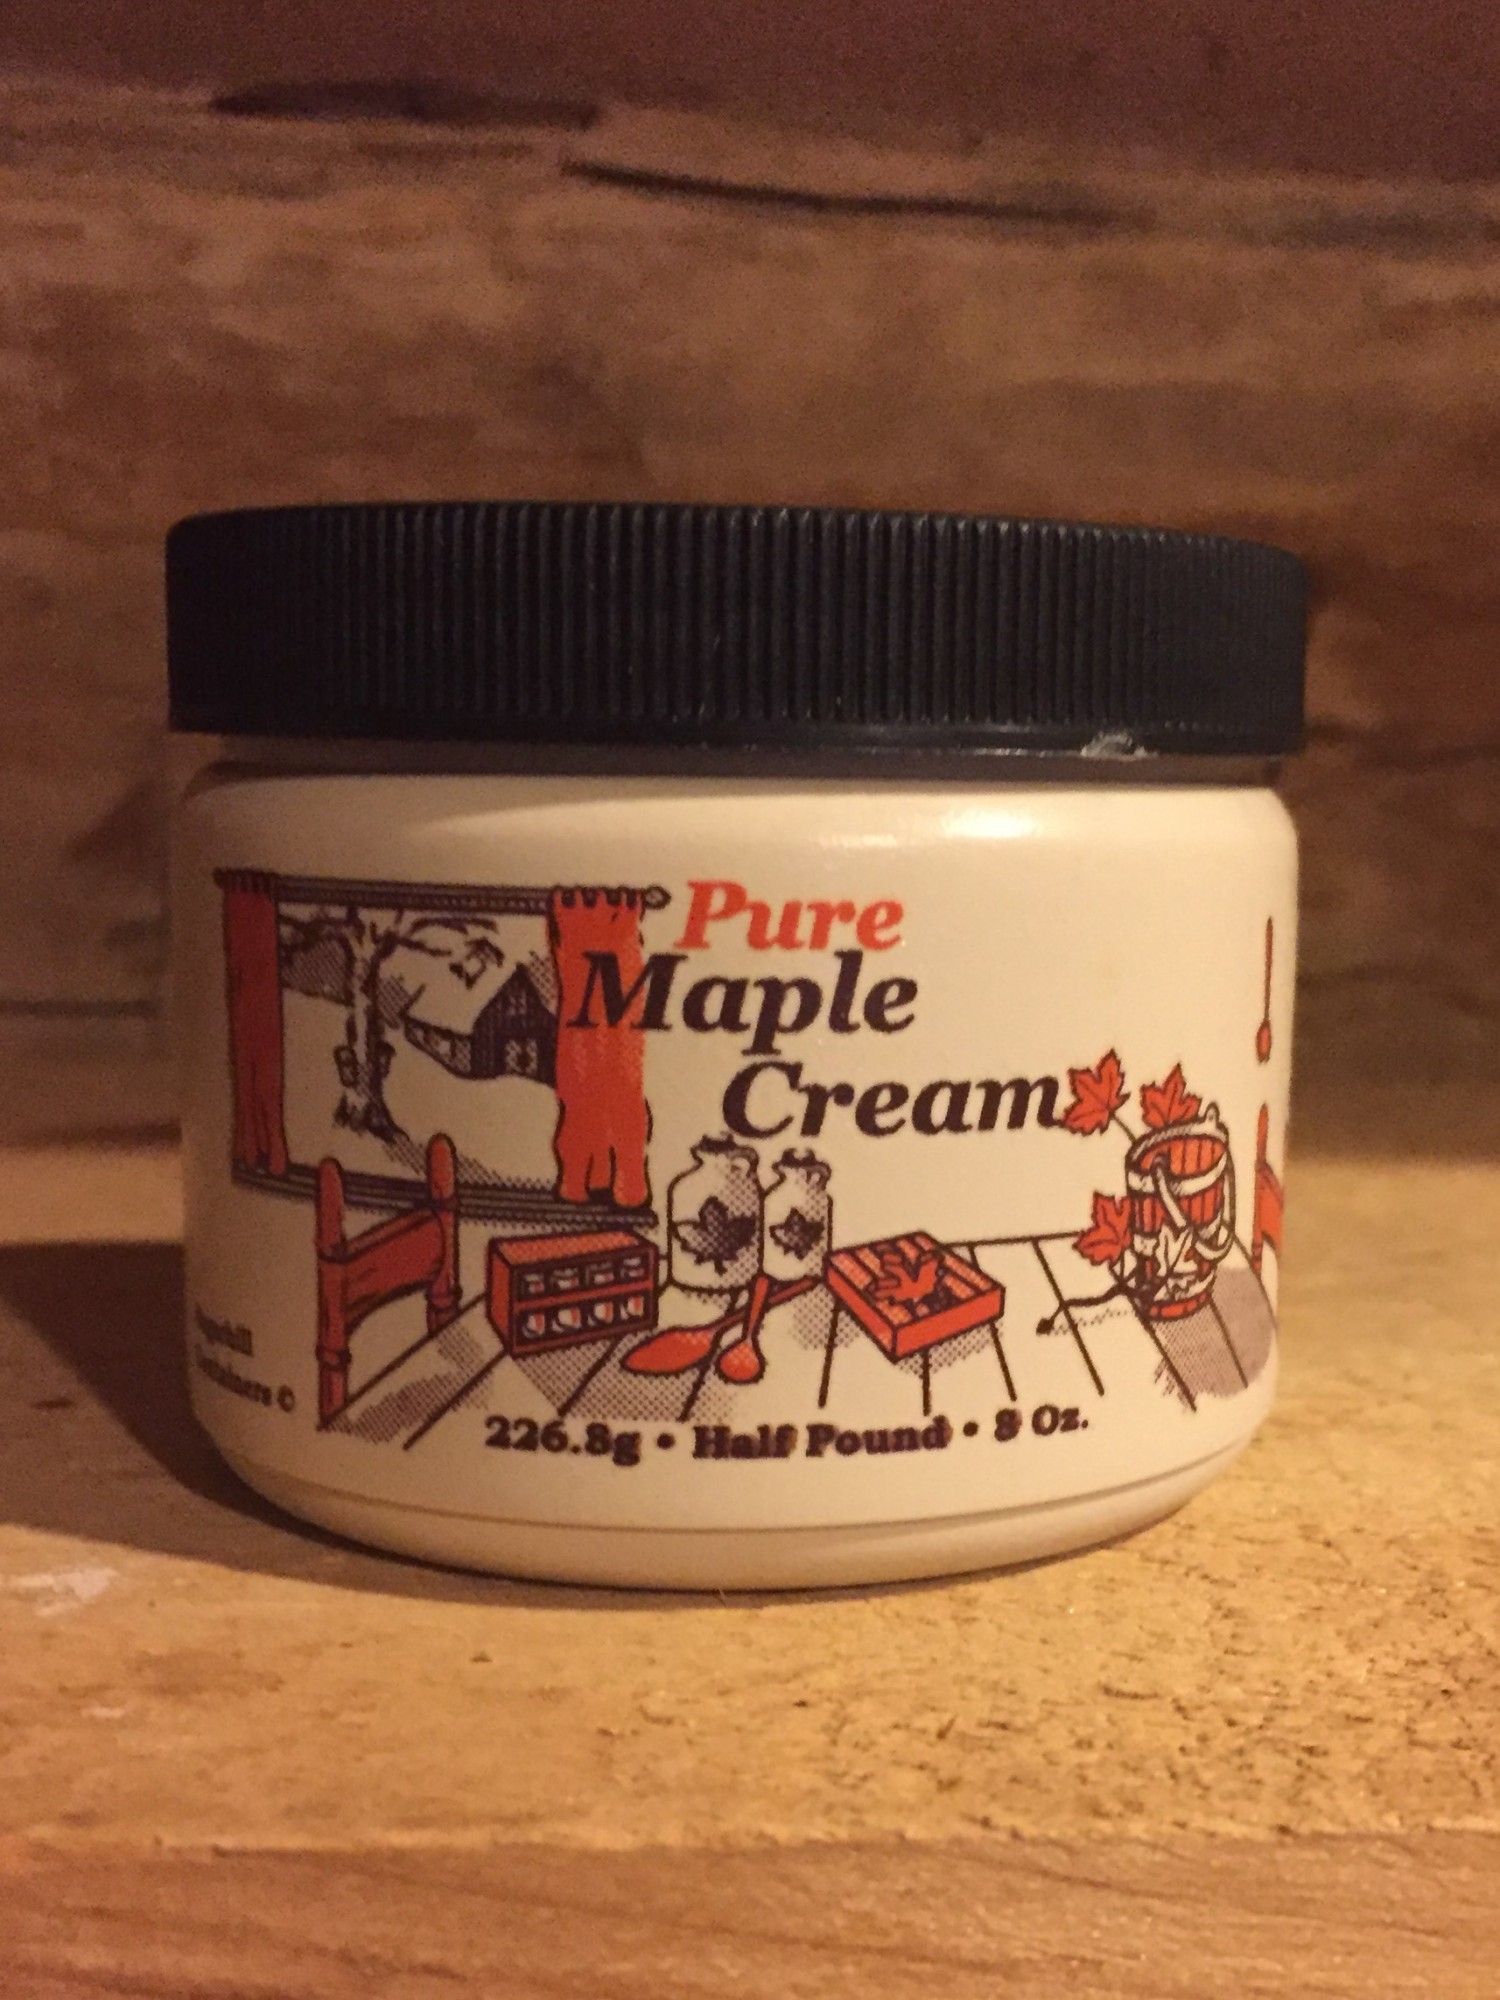 Pure
Maple
Cream
226.8g • Half Pound • 8 Oz.
©